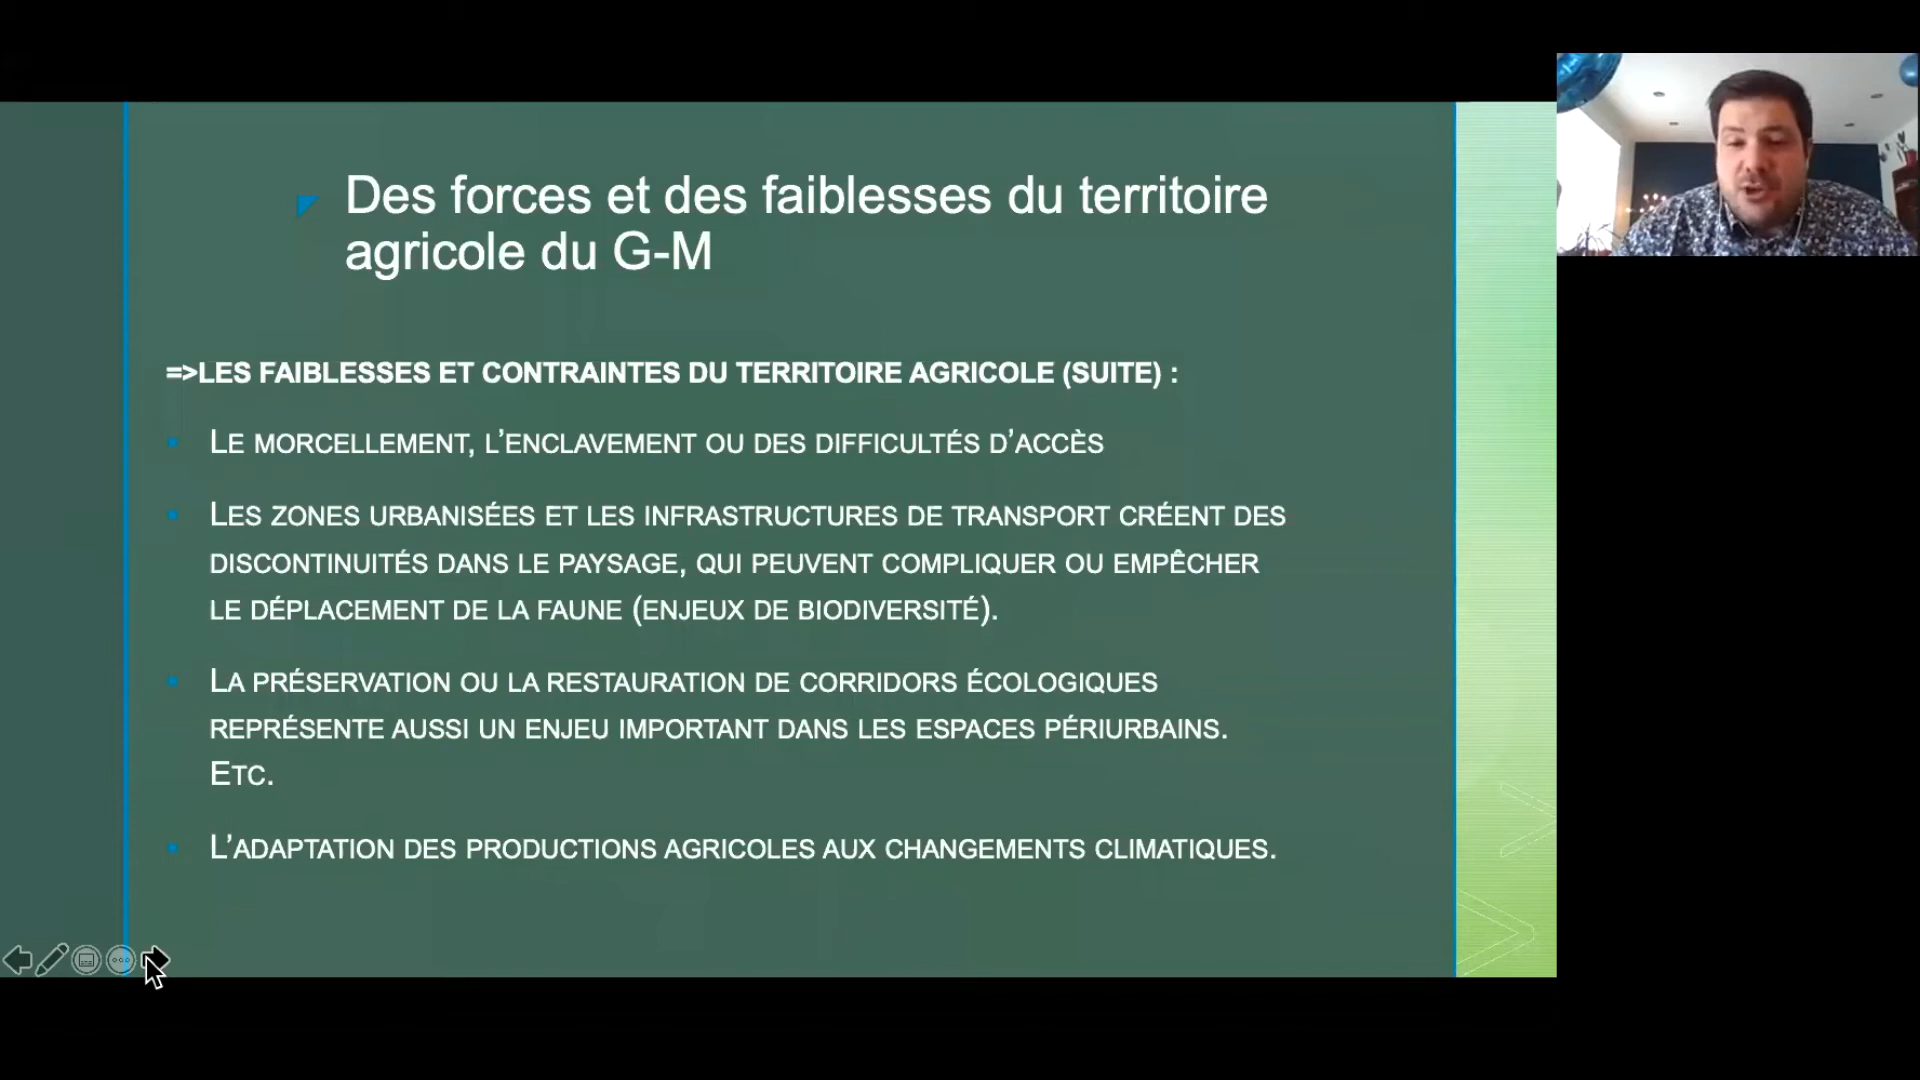 Des forces et des faiblesses du territoire
agricole du G-M
=>LES FAIBLESSES ET CONTRAINTES DU TERRITOIRE AGRICOLE (SUITE) :
LE MORCELLEMENT, L’ENCLAVEMENT OU DES DIFFICULTÉS D’ACCÈS
LES ZONES URBANISÉES ET LES INFRASTRUCTURES DE TRANSPORT CRÉENT DES
DISCONTINUITÉS DANS LE PAYSAGE, QUI PEUVENT COMPLIQUER OU EMPÊCHER
LE DÉPLACEMENT DE LA FAUNE (ENJEUX DE BIODIVERSITÉ).
LA PRÉSERVATION OU LA RESTAURATION DE CORRIDORS ÉCOLOGIQUES
REPRÉSENTE AUSSI UN ENJEU IMPORTANT DANS LES ESPACES PÉRIURBAINS.
ETC.
L’ADAPTATION DES PRODUCTIONS AGRICOLES AUX CHANGEMENTS CLIMATIQUES.